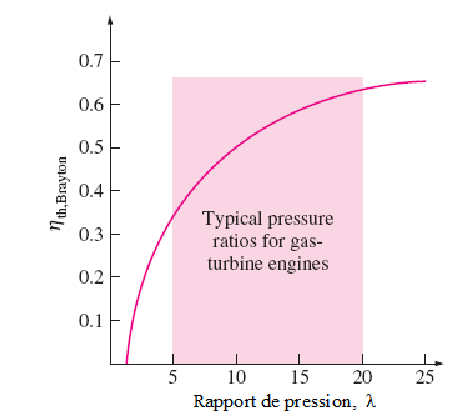 0.7
0.6
0.5
0.4
0.3
0.2
0.1
ηth,Brayton
Typical pressure
ratios for gas-
turbine engines
5 10 15 20 25
Rapport de pression, λ